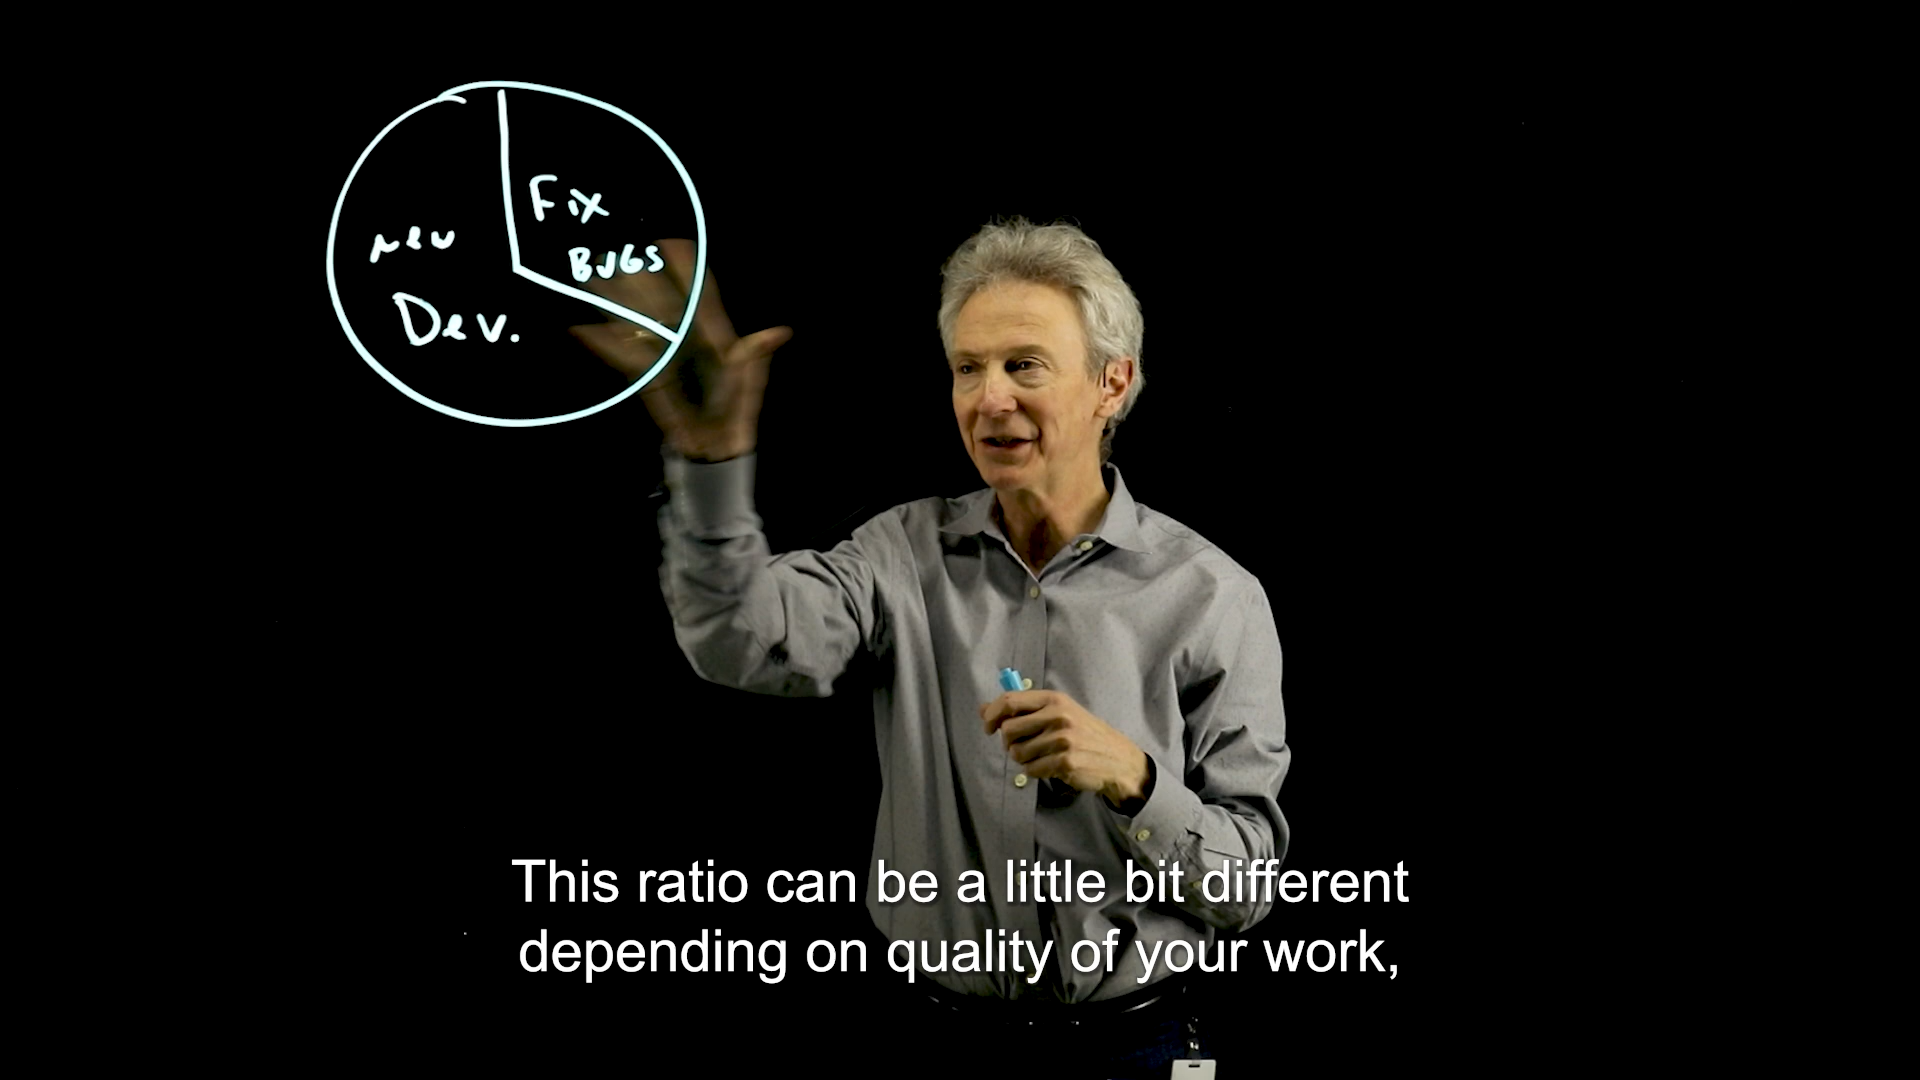 Fix
BUGS
new
Dev.
This ratio can be a little bit different
depending on quality of your work,